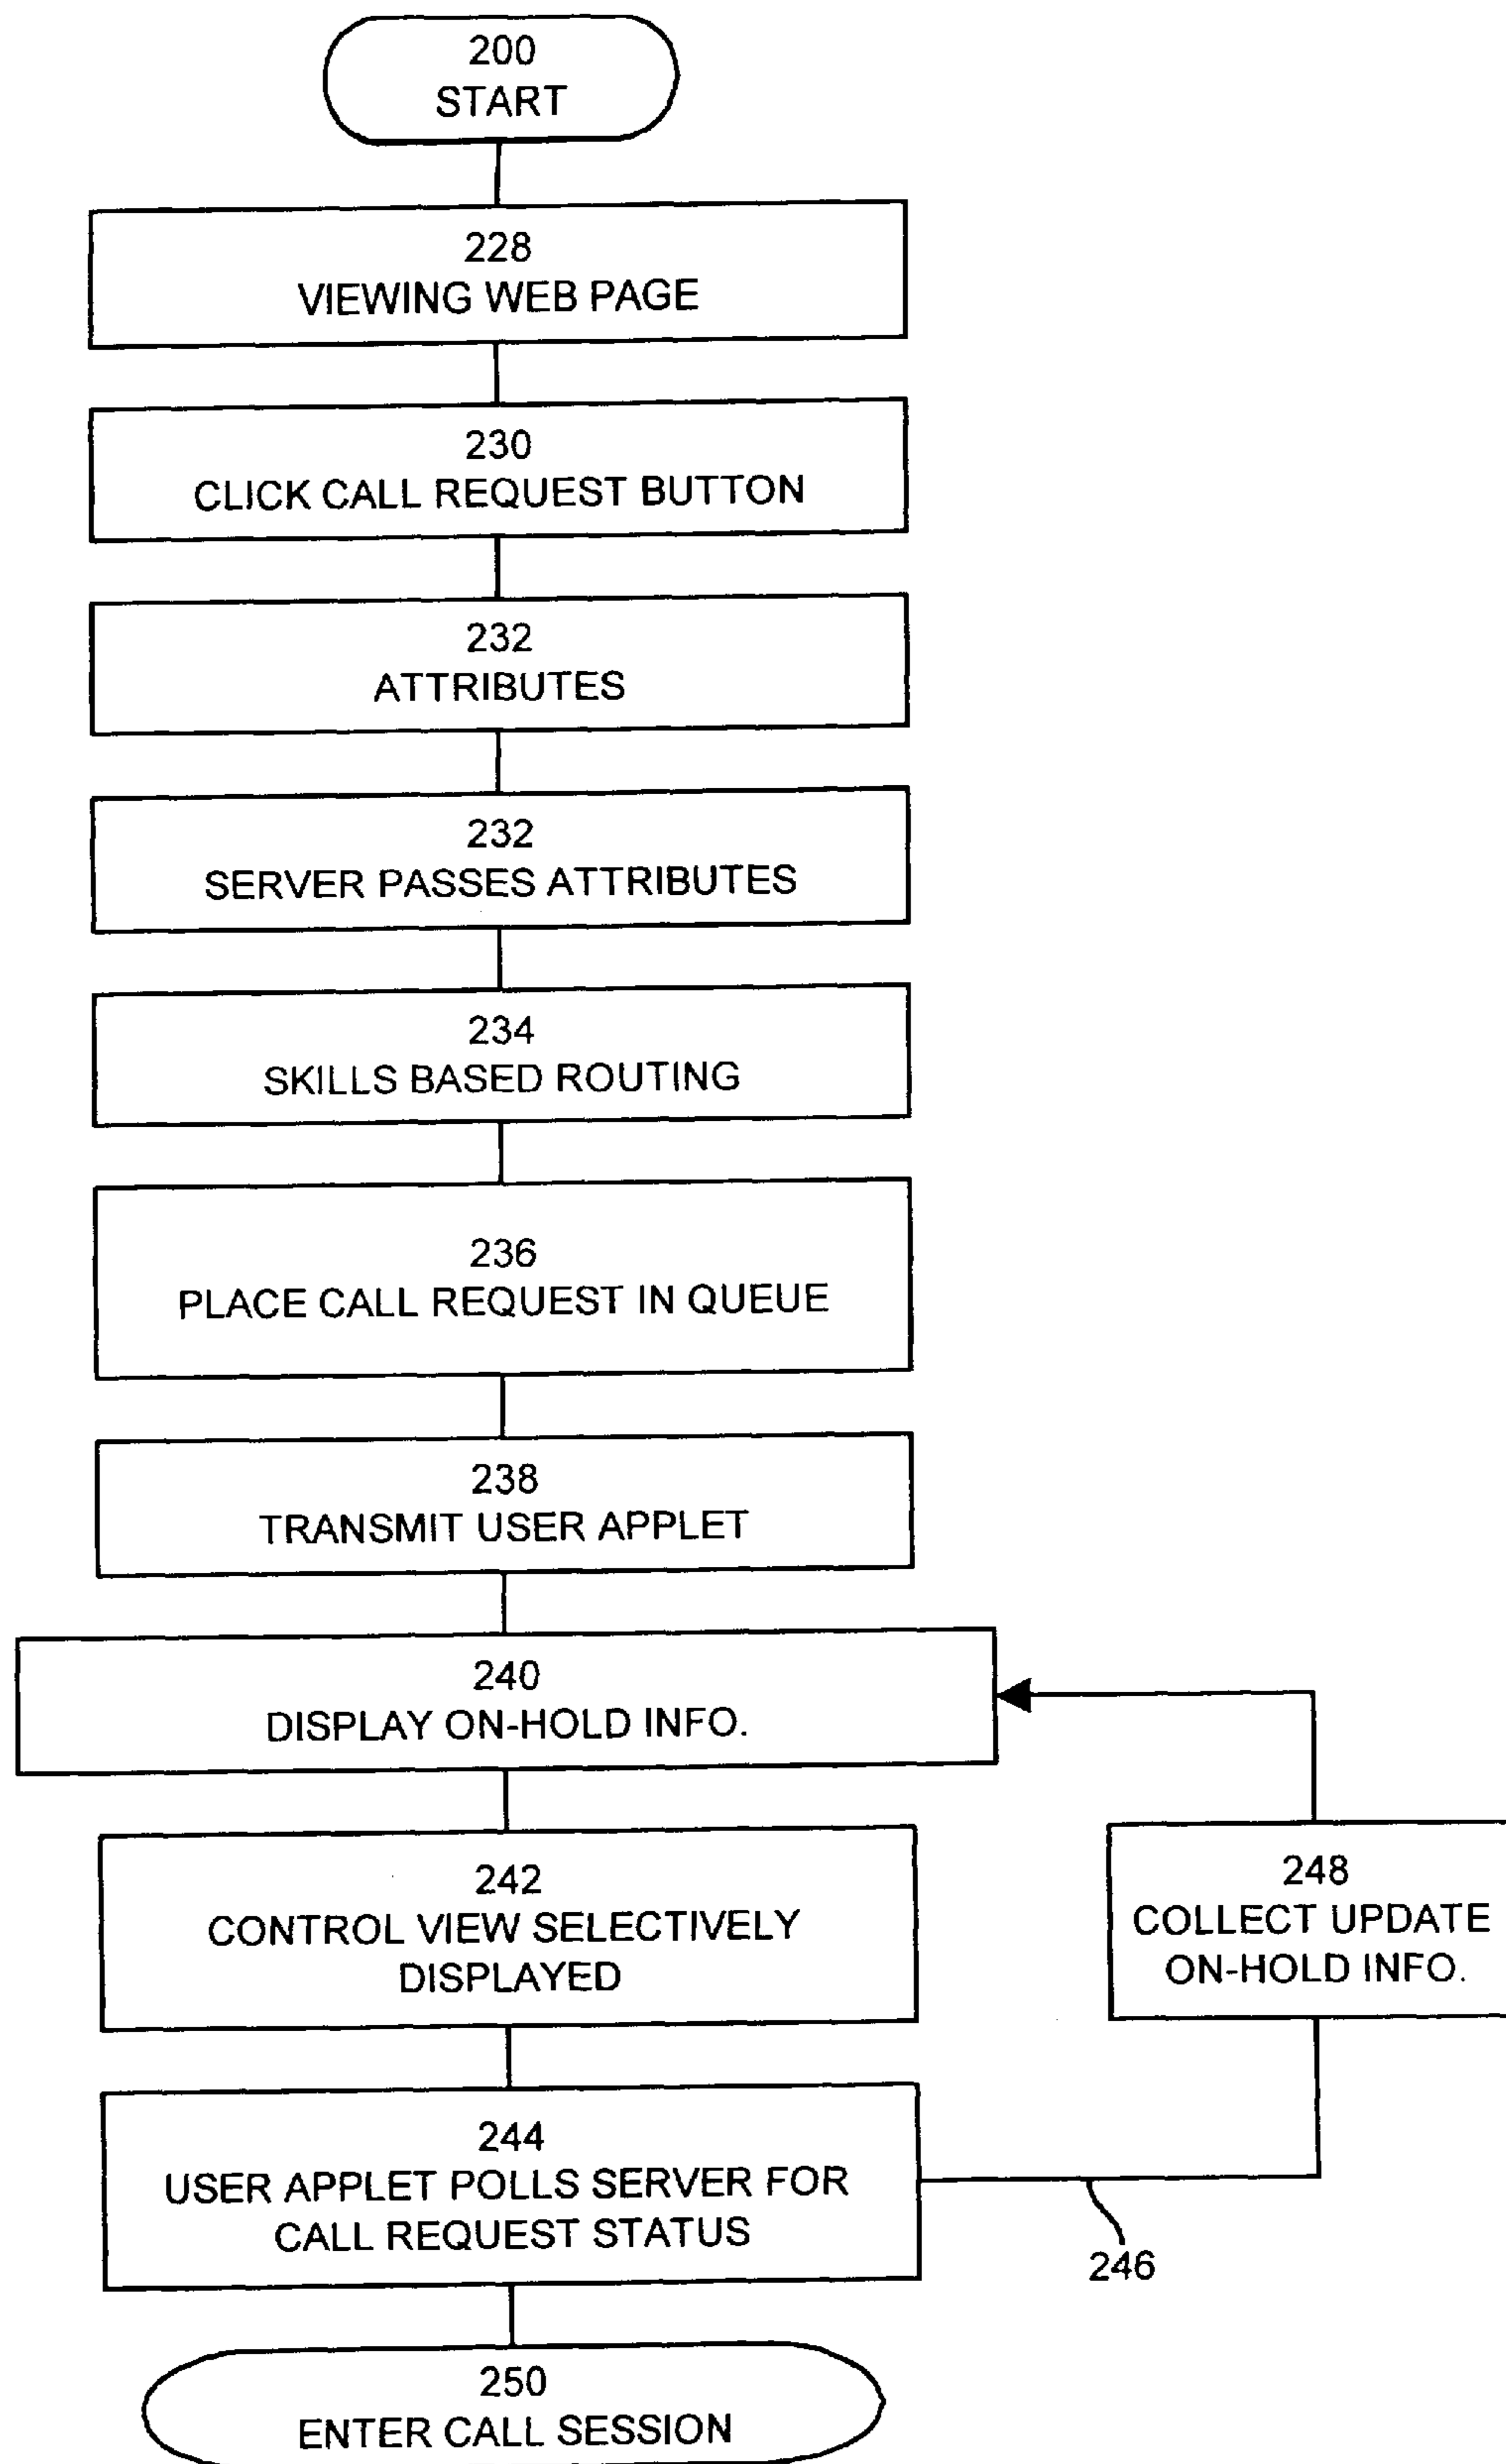 200
START
228
VIEWING WEB PAGE
230
CLICK CALL REQUEST BUTTON
232
ATTRIBUTES
232
SERVER PASSES ATTRIBUTES
234
SKILLS BASED ROUTING
236
PLACE CALL REQUEST IN QUEUE
238
TRANSMIT USER APPLET
240
DISPLAY ON-HOLD INFO.
242
CONTROL VIEW SELECTIVELY
DISPLAYED
248
COLLECT UPDATE
ON-HOLD INFO.
244
USER APPLET POLLS SERVER FOR
CALL REQUEST STATUS
246
250
ENTER CALL SESSION